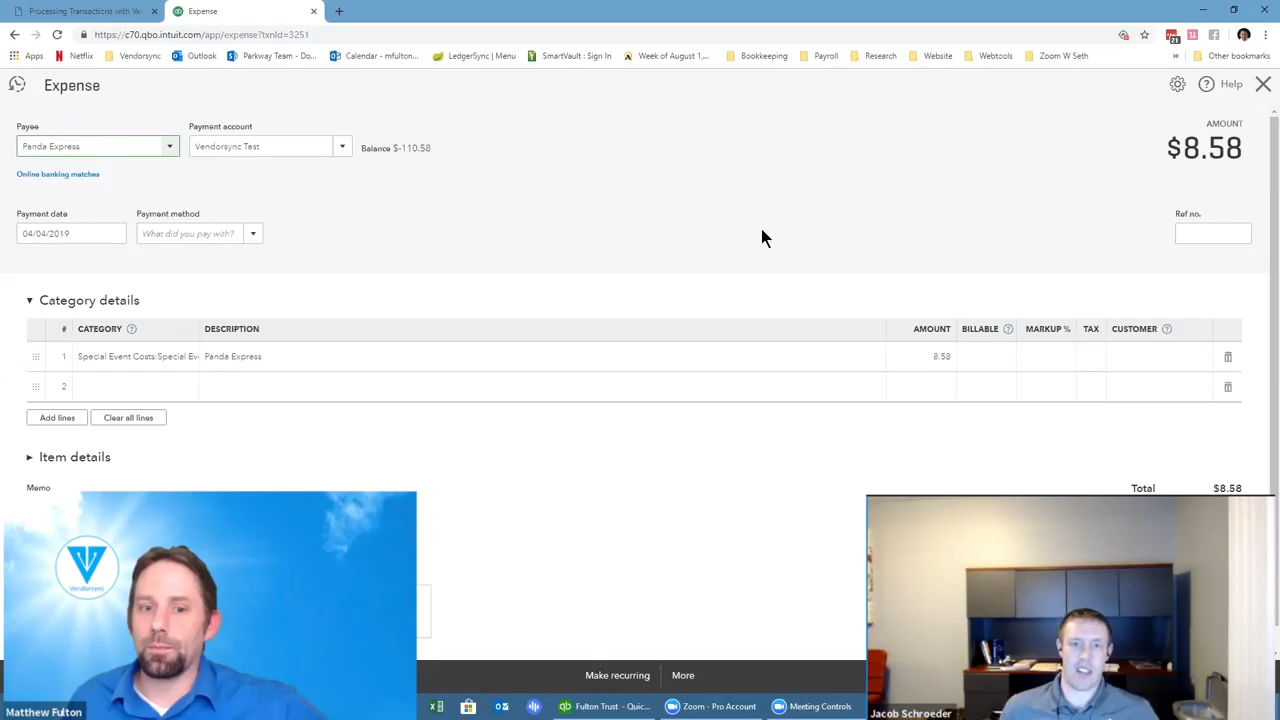 Processing Transactions with Ve
Expense
https://c70.qbo.intuit.com/app/expense?txnId=3251
21
Apps
Netflix
Vendorsync
Outlook
Parkway Team - Do...
Calendar - mfulton...
LedgerSync | Menu
SmartVault : Sign In
Week of August 1,...
Bookkeeping
Payroll
Research
Website
Webtools
Zoom W Seth
»
Other bookmarks
Expense
Help
Payee
Payment account
AMOUNT
Panda Express
Vendorsync Test
Balance $-110.58
$8.58
Online banking matches
Payment date
Payment method
Ref no.
04/04/2019
What did you pay with?
Category details
# CATEGORY DESCRIPTION AMOUNT BILLABLE MARKUP % TAX CUSTOMER
1 Special Event Costs:Special Ev Panda Express 8.58
2
Add lines
Clear all lines
Item details
Memo
Total $8.58
Vendorsync
Make recurring
More
Matthew Fulton
Fulton Trust - Quic...
Zoom - Pro Account
Meeting Controls
Jacob Schroeder